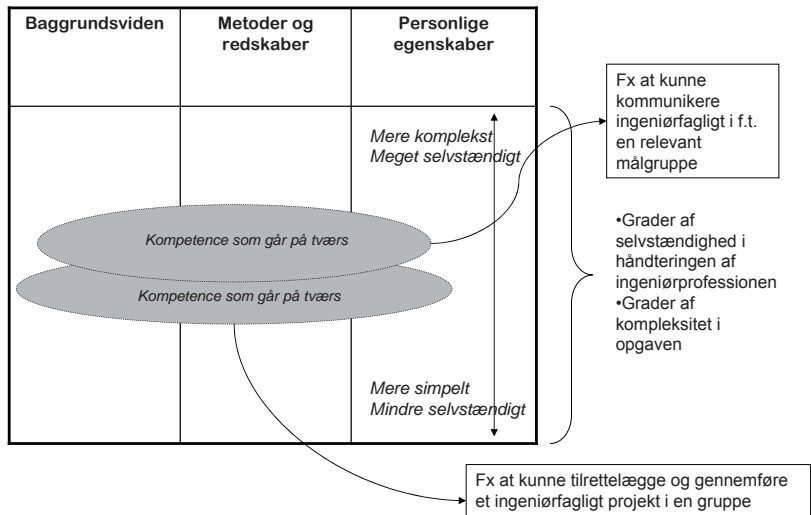 Baggrundsviden
Metoder og
redskaber
Personlige
egenskaber
Mere komplekst
Meget selvstændigt
Kompetence som går på tværs
Kompetence som går på tværs
Mere simpelt
Mindre selvstændigt
Fx at kunne
kommunikere
ingeniørfagligt i f.t.
en relevant
målgruppe
•Grader af
selvstændighed i
håndteringen af
ingeniørprofessionen
•Grader af
kompleksitet i
opgaven
Fx at kunne tilrettelægge og gennemføre
et ingeniørfagligt projekt i en gruppe